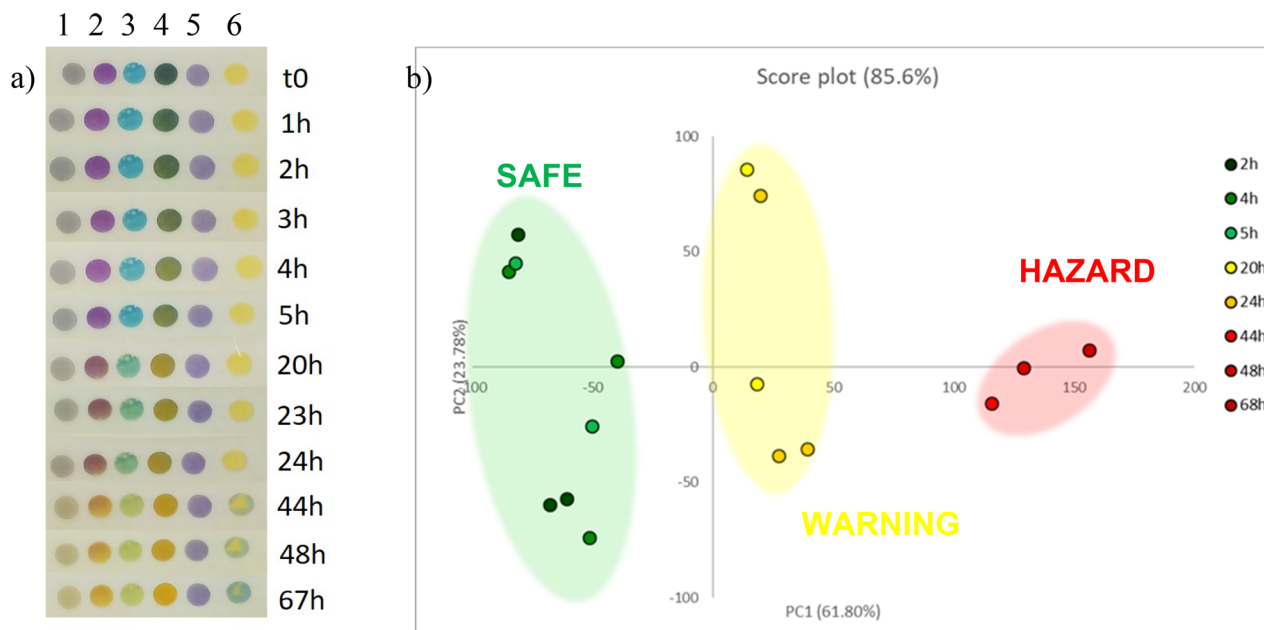 1 2 3 4 5 6
a)
t0
1h
2h
3h
4h
5h
20h
23h
24h
44h
48h
67h
b)
Score plot (85.6%)
SAFE
HAZARD
WARNING
100
50
0
-50
-100
-100 -50 0 50 100 150 200
PC2 (23.78%)
PC1 (61.80%)
2h
4h
5h
20h
24h
44h
48h
68h